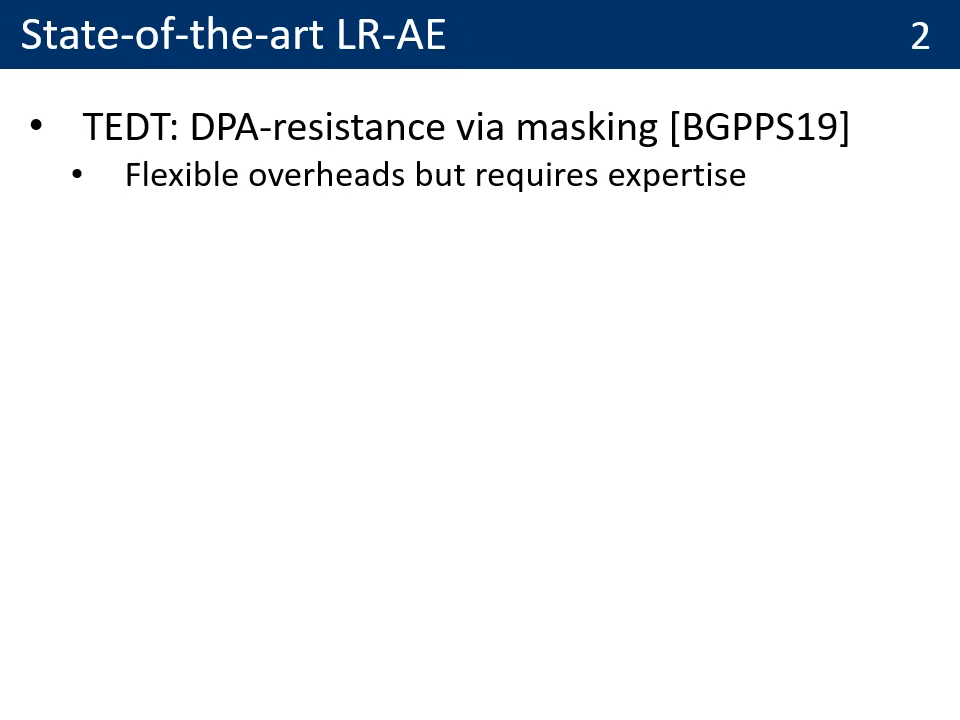 State-of-the-art LR-AE 2
• TEDT: DPA-resistance via masking [BGPPS19]
• Flexible overheads but requires expertise